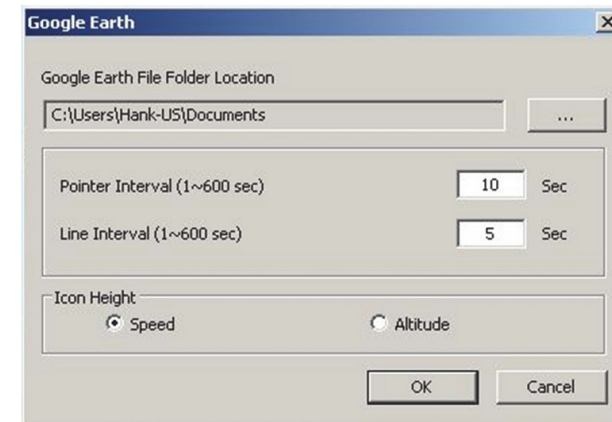 Google Earth
Google Earth File Folder Location
C:\Users\Hank-US\Documents
...
Pointer Interval (1~600 sec) 10 Sec
Line Interval (1~600 sec) 5 Sec
Icon Height
Speed Altitude
OK Cancel